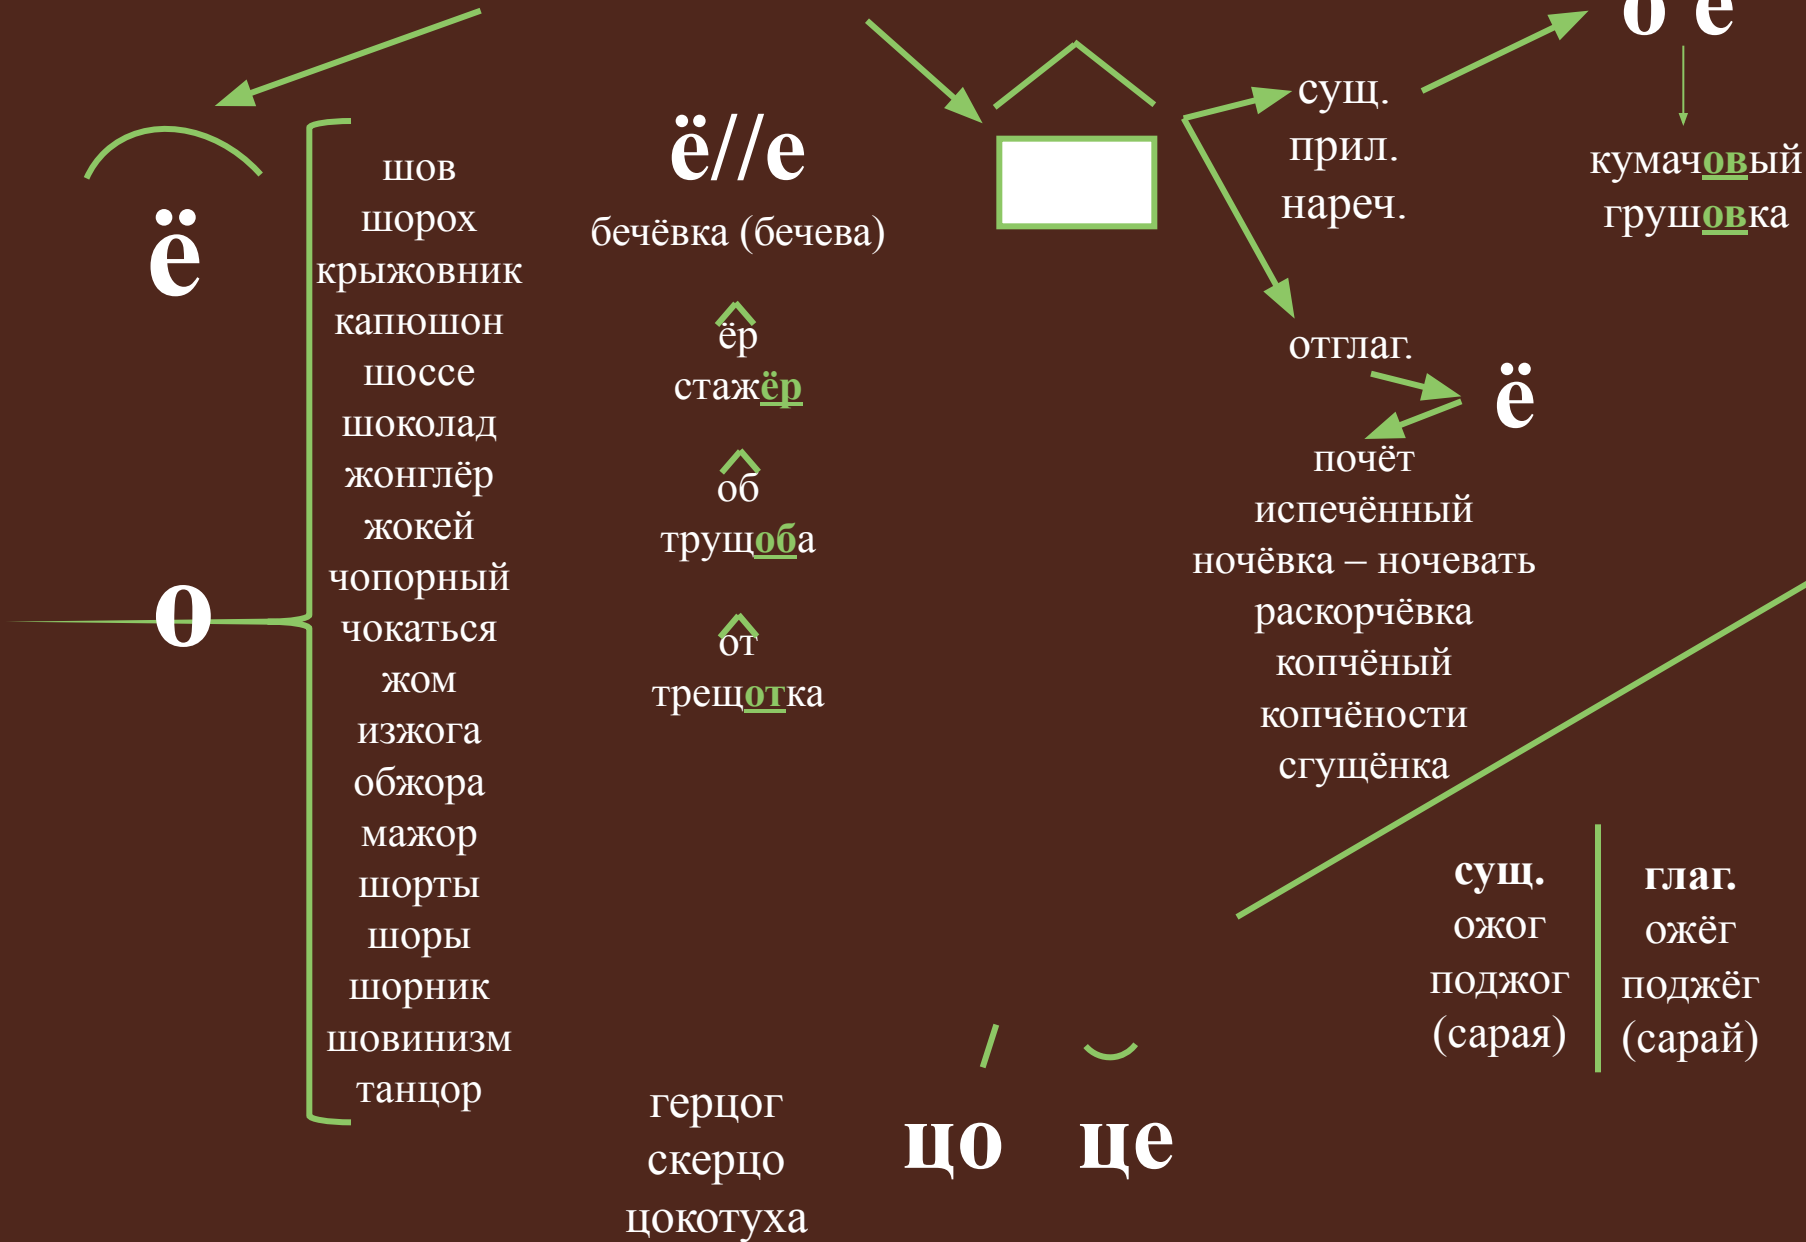 о е
ё
о
шов
шорох
крыжовник
капюшон
шоссе
шоколад
жонглёр
жокей
чопорный
чокаться
жом
изжога
обжора
мажор
шорты
шоры
шорник
шовинизм
танцор
ё//е
бечёвка (бечева)
ёр
стажёр
об
трущоба
от
трещотка
сущ.
прил.
нареч.
кумачовый
грушовка
отглаг.
ё
почёт
испечённый
ночёвка – ночевать
раскорчёвка
копчёный
копчёности
сгущёнка
сущ.
ожог
поджог
(сарая)
глаг.
ожёг
поджёг
(сарай)
герцог
скерцо
цокотуха
цо це